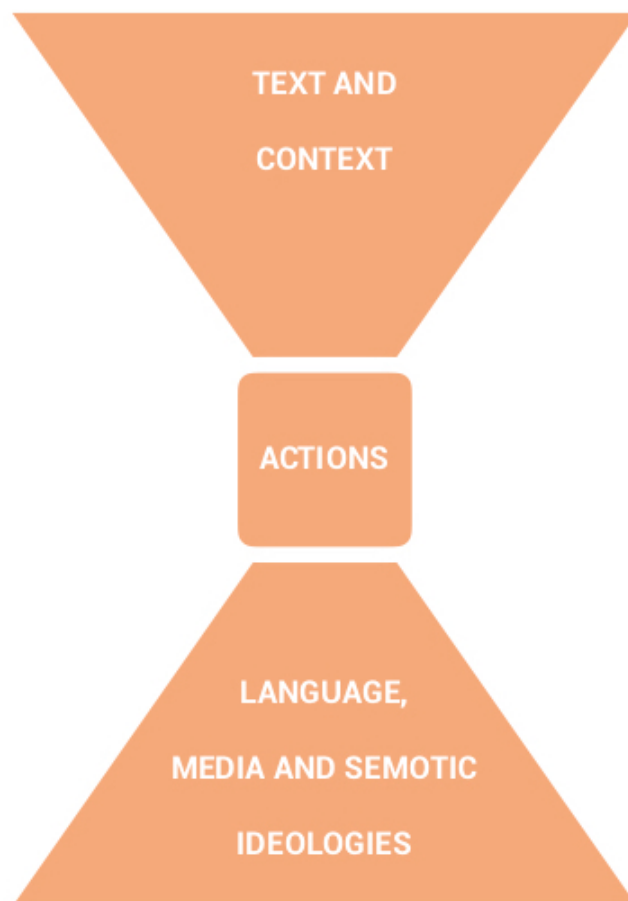 TEXT AND
CONTEXT
ACTIONS
LANGUAGE,
MEDIA AND SEMOTIC
IDEOLOGIES